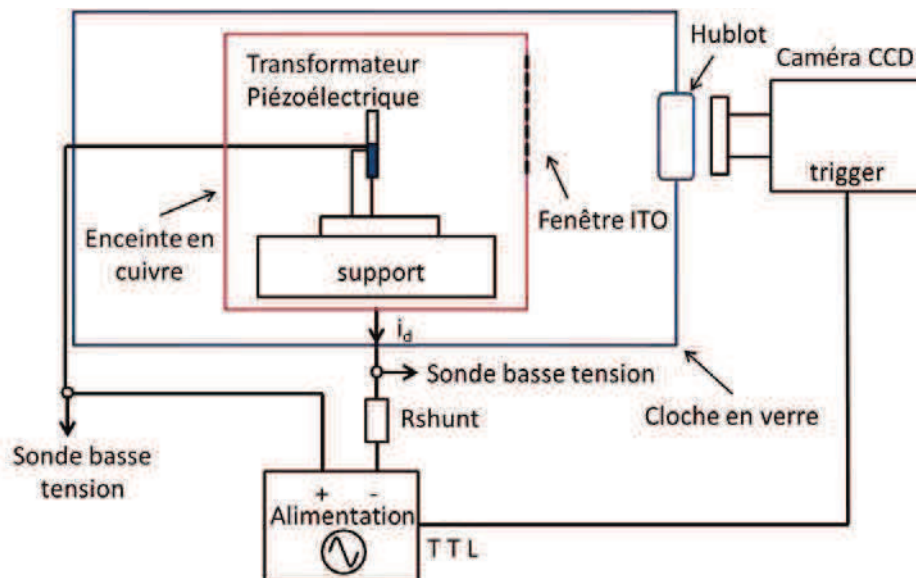 Hublot
Caméra CCD
Transformateur
Piézoélectrique
trigger
Fenêtre ITO
Enceinte en
cuivre
support
i_d
Sonde basse tension
Cloche en verre
Rshunt
Sonde basse
tension
+ -
Alimentation
TTL